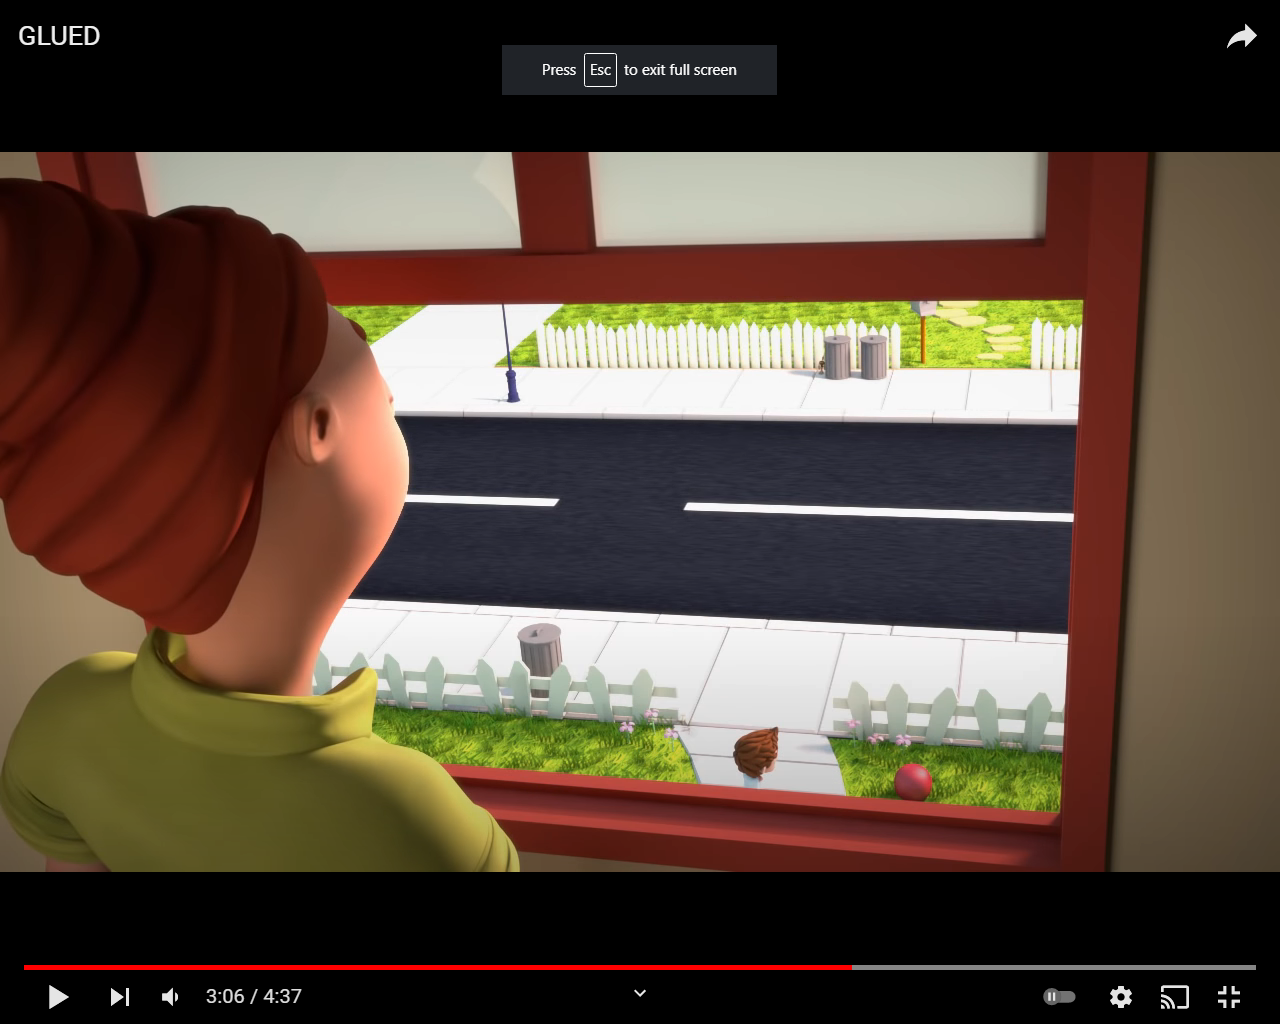 GLUED
Press Esc to exit full screen
3:06 / 4:37